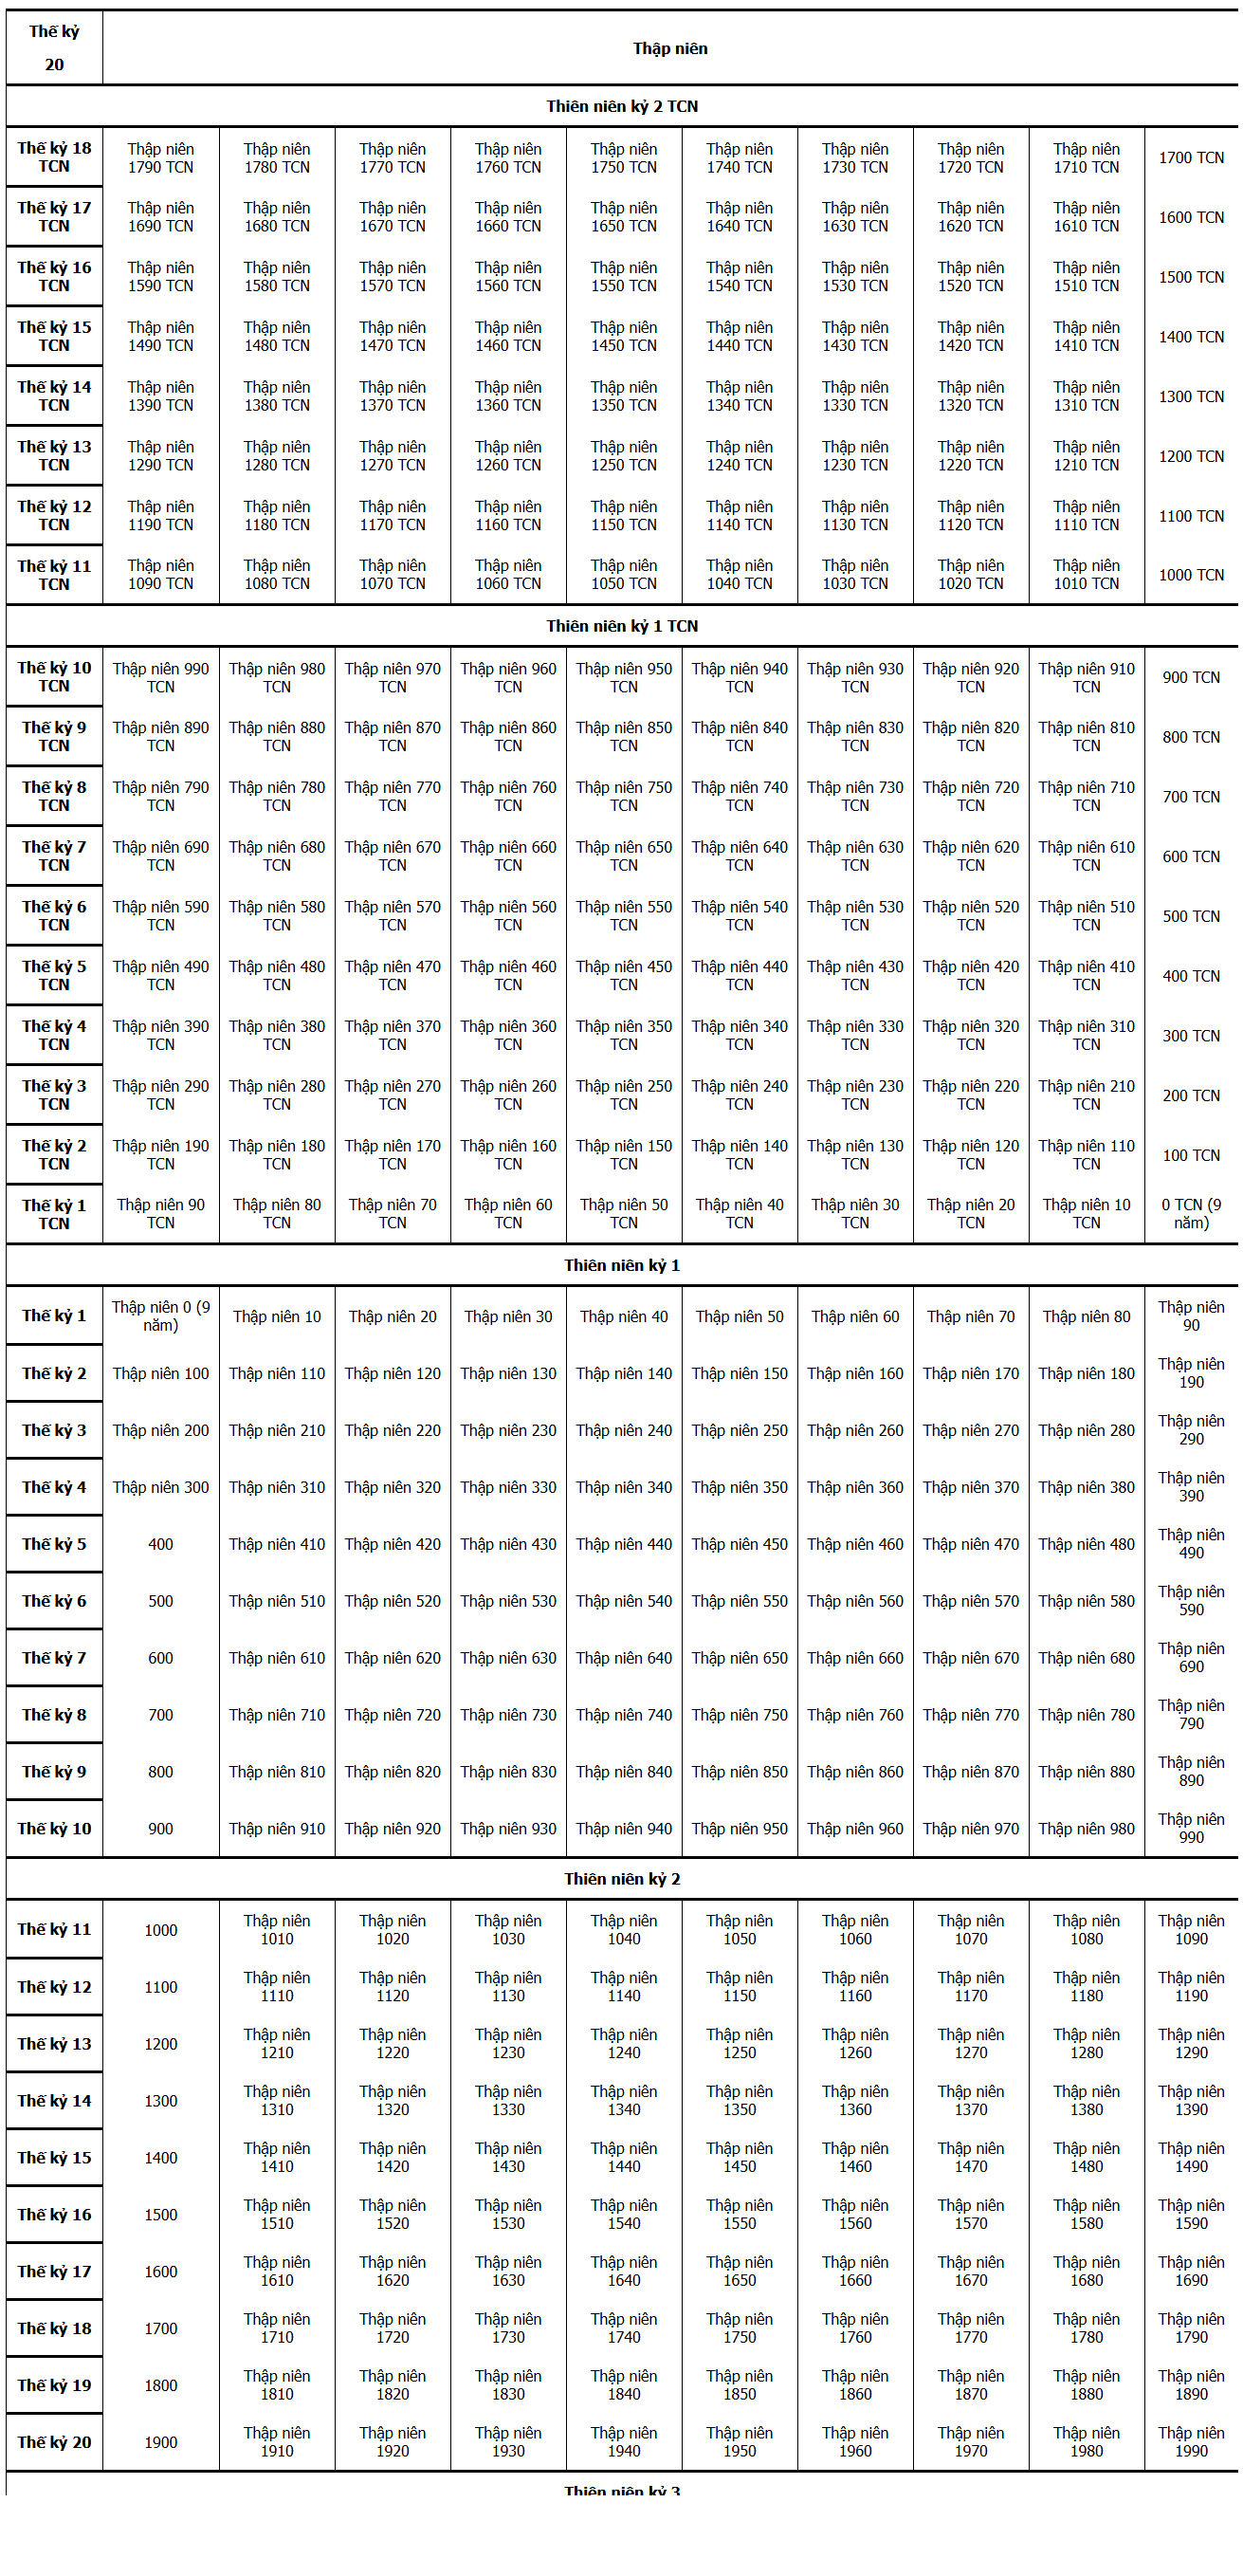 Thế kỷ 20 Thập niên
Thiên niên kỷ 2 TCN
Thế kỷ 18 TCN Thập niên 1790 TCN Thập niên 1780 TCN Thập niên 1770 TCN Thập niên 1760 TCN Thập niên 1750 TCN Thập niên 1740 TCN Thập niên 1730 TCN Thập niên 1720 TCN Thập niên 1710 TCN 1700 TCN
Thế kỷ 17 TCN Thập niên 1690 TCN Thập niên 1680 TCN Thập niên 1670 TCN Thập niên 1660 TCN Thập niên 1650 TCN Thập niên 1640 TCN Thập niên 1630 TCN Thập niên 1620 TCN Thập niên 1610 TCN 1600 TCN
Thế kỷ 16 TCN Thập niên 1590 TCN Thập niên 1580 TCN Thập niên 1570 TCN Thập niên 1560 TCN Thập niên 1550 TCN Thập niên 1540 TCN Thập niên 1530 TCN Thập niên 1520 TCN Thập niên 1510 TCN 1500 TCN
Thế kỷ 15 TCN Thập niên 1490 TCN Thập niên 1480 TCN Thập niên 1470 TCN Thập niên 1460 TCN Thập niên 1450 TCN Thập niên 1440 TCN Thập niên 1430 TCN Thập niên 1420 TCN Thập niên 1410 TCN 1400 TCN
Thế kỷ 14 TCN Thập niên 1390 TCN Thập niên 1380 TCN Thập niên 1370 TCN Thập niên 1360 TCN Thập niên 1350 TCN Thập niên 1340 TCN Thập niên 1330 TCN Thập niên 1320 TCN Thập niên 1310 TCN 1300 TCN
Thế kỷ 13 TCN Thập niên 1290 TCN Thập niên 1280 TCN Thập niên 1270 TCN Thập niên 1260 TCN Thập niên 1250 TCN Thập niên 1240 TCN Thập niên 1230 TCN Thập niên 1220 TCN Thập niên 1210 TCN 1200 TCN
Thế kỷ 12 TCN Thập niên 1190 TCN Thập niên 1180 TCN Thập niên 1170 TCN Thập niên 1160 TCN Thập niên 1150 TCN Thập niên 1140 TCN Thập niên 1130 TCN Thập niên 1120 TCN Thập niên 1110 TCN 1100 TCN
Thế kỷ 11 TCN Thập niên 1090 TCN Thập niên 1080 TCN Thập niên 1070 TCN Thập niên 1060 TCN Thập niên 1050 TCN Thập niên 1040 TCN Thập niên 1030 TCN Thập niên 1020 TCN Thập niên 1010 TCN 1000 TCN
Thiên niên kỷ 1 TCN
Thế kỷ 10 TCN Thập niên 990 TCN Thập niên 980 TCN Thập niên 970 TCN Thập niên 960 TCN Thập niên 950 TCN Thập niên 940 TCN Thập niên 930 TCN Thập niên 920 TCN Thập niên 910 TCN 900 TCN
Thế kỷ 9 TCN Thập niên 890 TCN Thập niên 880 TCN Thập niên 870 TCN Thập niên 860 TCN Thập niên 850 TCN Thập niên 840 TCN Thập niên 830 TCN Thập niên 820 TCN Thập niên 810 TCN 800 TCN
Thế kỷ 8 TCN Thập niên 790 TCN Thập niên 780 TCN Thập niên 770 TCN Thập niên 760 TCN Thập niên 750 TCN Thập niên 740 TCN Thập niên 730 TCN Thập niên 720 TCN Thập niên 710 TCN 700 TCN
Thế kỷ 7 TCN Thập niên 690 TCN Thập niên 680 TCN Thập niên 670 TCN Thập niên 660 TCN Thập niên 650 TCN Thập niên 640 TCN Thập niên 630 TCN Thập niên 620 TCN Thập niên 610 TCN 600 TCN
Thế kỷ 6 TCN Thập niên 590 TCN Thập niên 580 TCN Thập niên 570 TCN Thập niên 560 TCN Thập niên 550 TCN Thập niên 540 TCN Thập niên 530 TCN Thập niên 520 TCN Thập niên 510 TCN 500 TCN
Thế kỷ 5 TCN Thập niên 490 TCN Thập niên 480 TCN Thập niên 470 TCN Thập niên 460 TCN Thập niên 450 TCN Thập niên 440 TCN Thập niên 430 TCN Thập niên 420 TCN Thập niên 410 TCN 400 TCN
Thế kỷ 4 TCN Thập niên 390 TCN Thập niên 380 TCN Thập niên 370 TCN Thập niên 360 TCN Thập niên 350 TCN Thập niên 340 TCN Thập niên 330 TCN Thập niên 320 TCN Thập niên 310 TCN 300 TCN
Thế kỷ 3 TCN Thập niên 290 TCN Thập niên 280 TCN Thập niên 270 TCN Thập niên 260 TCN Thập niên 250 TCN Thập niên 240 TCN Thập niên 230 TCN Thập niên 220 TCN Thập niên 210 TCN 200 TCN
Thế kỷ 2 TCN Thập niên 190 TCN Thập niên 180 TCN Thập niên 170 TCN Thập niên 160 TCN Thập niên 150 TCN Thập niên 140 TCN Thập niên 130 TCN Thập niên 120 TCN Thập niên 110 TCN 100 TCN
Thế kỷ 1 TCN Thập niên 90 TCN Thập niên 80 TCN Thập niên 70 TCN Thập niên 60 TCN Thập niên 50 TCN Thập niên 40 TCN Thập niên 30 TCN Thập niên 20 TCN Thập niên 10 TCN 0 TCN (9 năm)
Thiên niên kỷ 1
Thế kỷ 1 Thập niên 0 (9 năm) Thập niên 10 Thập niên 20 Thập niên 30 Thập niên 40 Thập niên 50 Thập niên 60 Thập niên 70 Thập niên 80 Thập niên 90
Thế kỷ 2 Thập niên 100 Thập niên 110 Thập niên 120 Thập niên 130 Thập niên 140 Thập niên 150 Thập niên 160 Thập niên 170 Thập niên 180 Thập niên 190
Thế kỷ 3 Thập niên 200 Thập niên 210 Thập niên 220 Thập niên 230 Thập niên 240 Thập niên 250 Thập niên 260 Thập niên 270 Thập niên 280 Thập niên 290
Thế kỷ 4 Thập niên 300 Thập niên 310 Thập niên 320 Thập niên 330 Thập niên 340 Thập niên 350 Thập niên 360 Thập niên 370 Thập niên 380 Thập niên 390
Thế kỷ 5 400 Thập niên 410 Thập niên 420 Thập niên 430 Thập niên 440 Thập niên 450 Thập niên 460 Thập niên 470 Thập niên 480 Thập niên 490
Thế kỷ 6 500 Thập niên 510 Thập niên 520 Thập niên 530 Thập niên 540 Thập niên 550 Thập niên 560 Thập niên 570 Thập niên 580 Thập niên 590
Thế kỷ 7 600 Thập niên 610 Thập niên 620 Thập niên 630 Thập niên 640 Thập niên 650 Thập niên 660 Thập niên 670 Thập niên 680 Thập niên 690
Thế kỷ 8 700 Thập niên 710 Thập niên 720 Thập niên 730 Thập niên 740 Thập niên 750 Thập niên 760 Thập niên 770 Thập niên 780 Thập niên 790
Thế kỷ 9 800 Thập niên 810 Thập niên 820 Thập niên 830 Thập niên 840 Thập niên 850 Thập niên 860 Thập niên 870 Thập niên 880 Thập niên 890
Thế kỷ 10 900 Thập niên 910 Thập niên 920 Thập niên 930 Thập niên 940 Thập niên 950 Thập niên 960 Thập niên 970 Thập niên 980 Thập niên 990
Thiên niên kỷ 2
Thế kỷ 11 1000 Thập niên 1010 Thập niên 1020 Thập niên 1030 Thập niên 1040 Thập niên 1050 Thập niên 1060 Thập niên 1070 Thập niên 1080 Thập niên 1090
Thế kỷ 12 1100 Thập niên 1110 Thập niên 1120 Thập niên 1130 Thập niên 1140 Thập niên 1150 Thập niên 1160 Thập niên 1170 Thập niên 1180 Thập niên 1190
Thế kỷ 13 1200 Thập niên 1210 Thập niên 1220 Thập niên 1230 Thập niên 1240 Thập niên 1250 Thập niên 1260 Thập niên 1270 Thập niên 1280 Thập niên 1290
Thế kỷ 14 1300 Thập niên 1310 Thập niên 1320 Thập niên 1330 Thập niên 1340 Thập niên 1350 Thập niên 1360 Thập niên 1370 Thập niên 1380 Thập niên 1390
Thế kỷ 15 1400 Thập niên 1410 Thập niên 1420 Thập niên 1430 Thập niên 1440 Thập niên 1450 Thập niên 1460 Thập niên 1470 Thập niên 1480 Thập niên 1490
Thế kỷ 16 1500 Thập niên 1510 Thập niên 1520 Thập niên 1530 Thập niên 1540 Thập niên 1550 Thập niên 1560 Thập niên 1570 Thập niên 1580 Thập niên 1590
Thế kỷ 17 1600 Thập niên 1610 Thập niên 1620 Thập niên 1630 Thập niên 1640 Thập niên 1650 Thập niên 1660 Thập niên 1670 Thập niên 1680 Thập niên 1690
Thế kỷ 18 1700 Thập niên 1710 Thập niên 1720 Thập niên 1730 Thập niên 1740 Thập niên 1750 Thập niên 1760 Thập niên 1770 Thập niên 1780 Thập niên 1790
Thế kỷ 19 1800 Thập niên 1810 Thập niên 1820 Thập niên 1830 Thập niên 1840 Thập niên 1850 Thập niên 1860 Thập niên 1870 Thập niên 1880 Thập niên 1890
Thế kỷ 20 1900 Thập niên 1910 Thập niên 1920 Thập niên 1930 Thập niên 1940 Thập niên 1950 Thập niên 1960 Thập niên 1970 Thập niên 1980 Thập niên 1990
Thiên niên kỷ 3